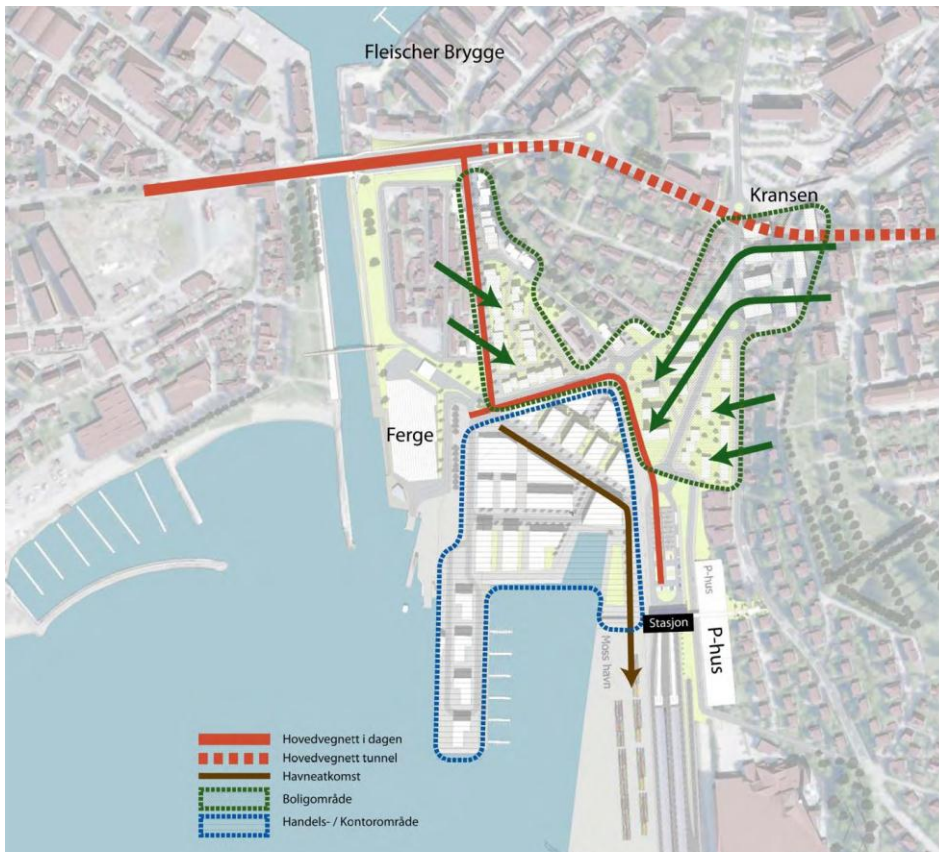 Fleischer Brygge
Kransen
Ferge
P-hus
Stasjon
P-hus
Moss havn
Hovedvegnett i dagen
Hovedvegnett tunnel
Havneatkomst
Boligområde
Handels- / Kontorområde